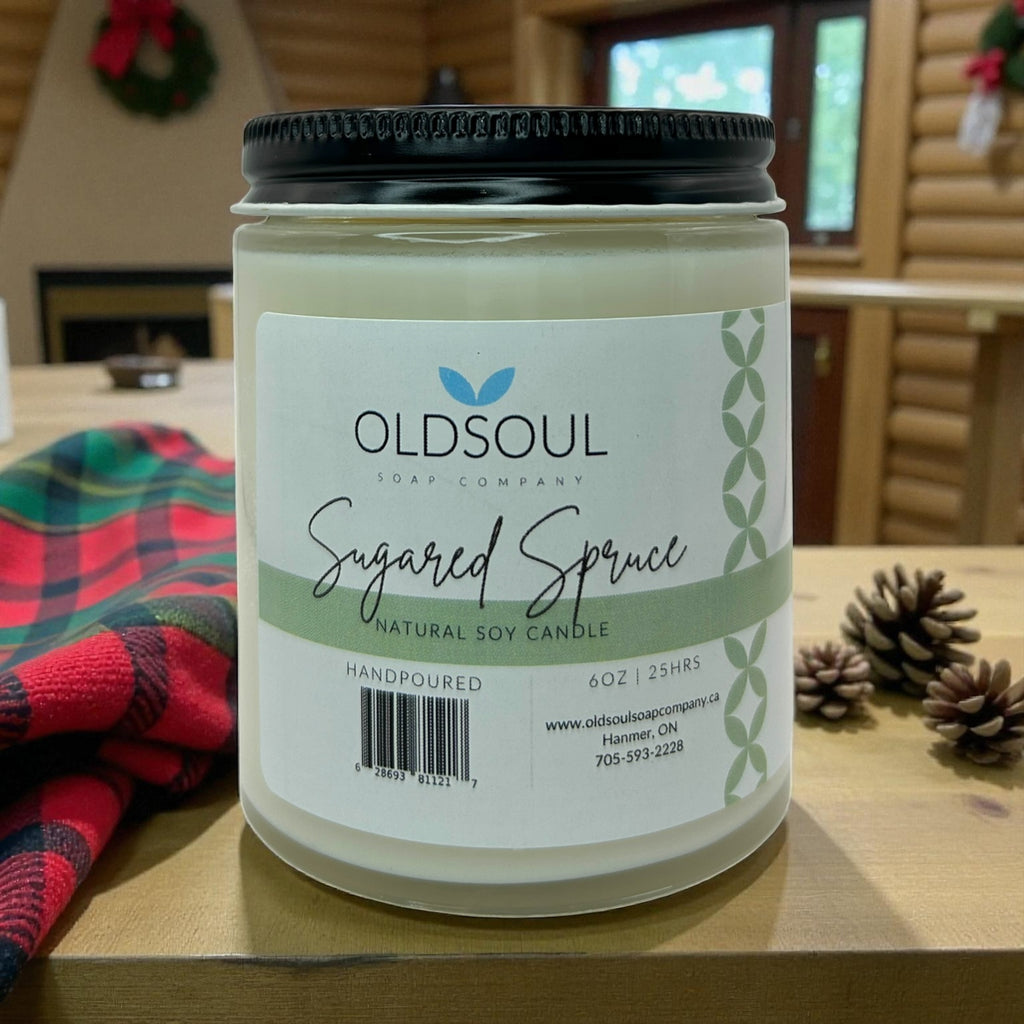 OLDSOUL
SOAP COMPANY
Sugared Spruce
NATURAL SOY CANDLE
HANDPOURED
6OZ | 25HRS
www.oldsoulsoapcompany.ca
Hanmer, ON
705-593-2228
6 28693 81121 7